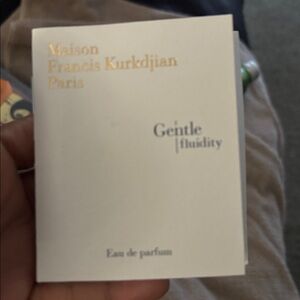 Maison
Francis Kurkdjian
Paris
Gentle
fluidity
Eau de parfum